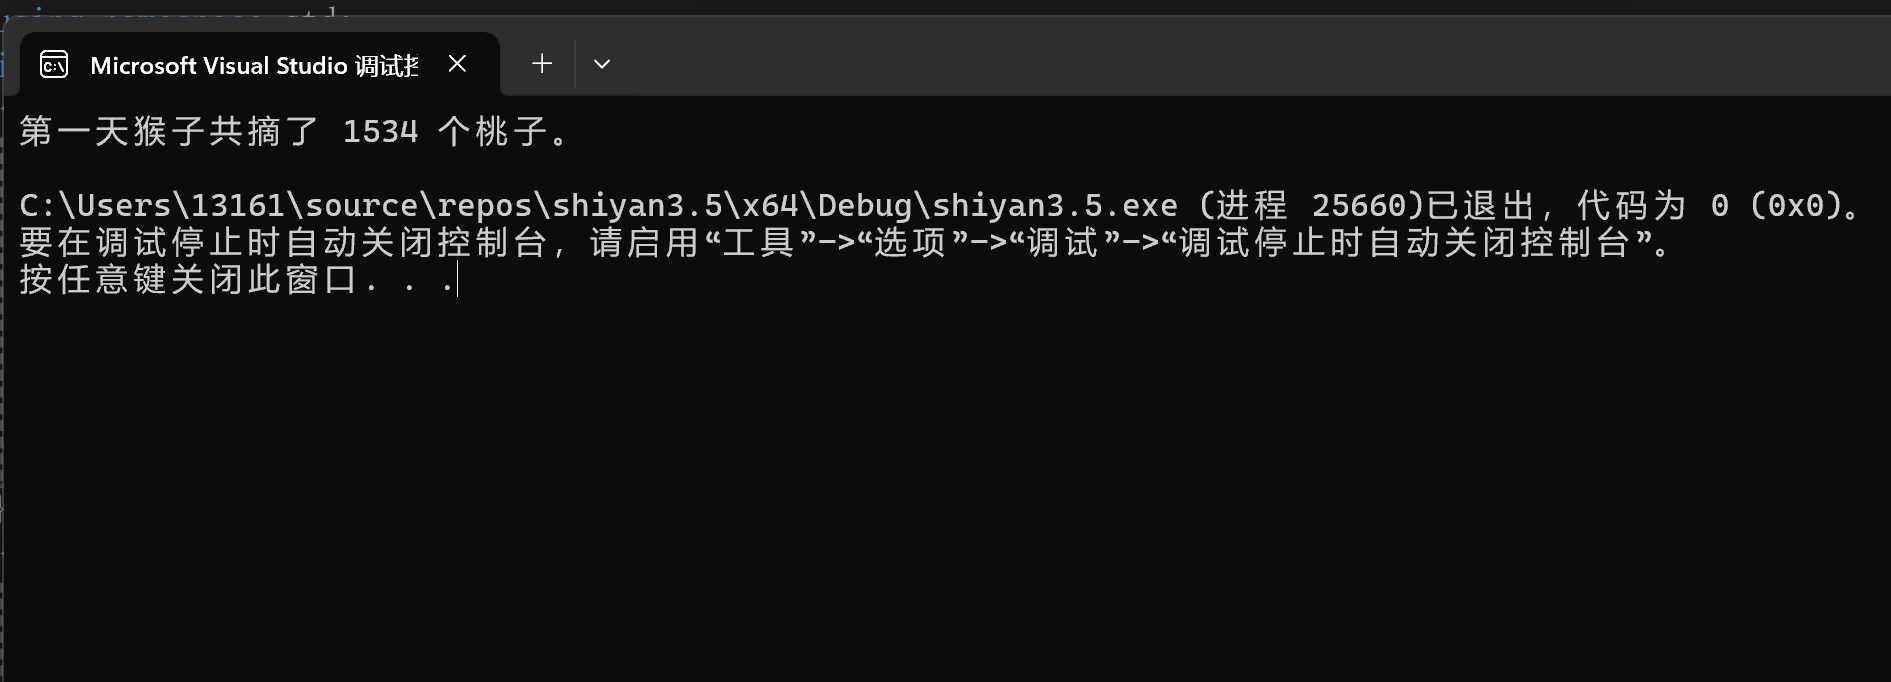 using namespace std;
Microsoft Visual Studio 调试控
第一天猴子共摘了 1534 个桃子。
C:\Users\13161\source\repos\shiyan3.5\x64\Debug\shiyan3.5.exe (进程 25660)已退出，代码为 0 (0x0)。
要在调试停止时自动关闭控制台，请启用“工具”->“选项”->“调试”->“调试停止时自动关闭控制台”。
按任意键关闭此窗口. . .